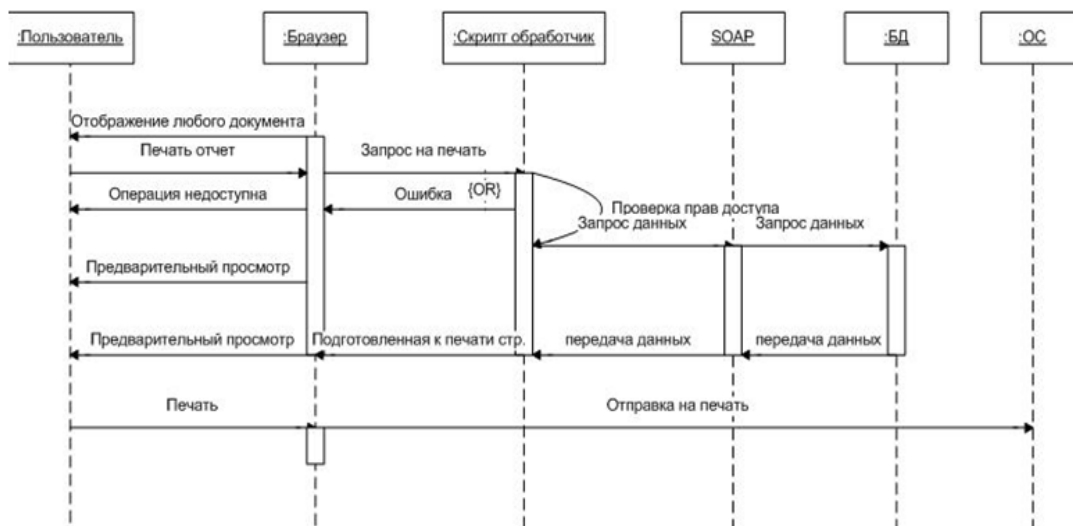 :Пользователь
:Браузер
:Скрипт обработчик
SOAP
:БД
:ОС
Отображение любого документа
Печать отчет
Запрос на печать
Операция недоступна
Ошибка
{OR}
Проверка прав доступа
Запрос данных
Запрос данных
Предварительный просмотр
Предварительный просмотр
Подготовленная к печати стр.
передача данных
передача данных
Печать
Отправка на печать